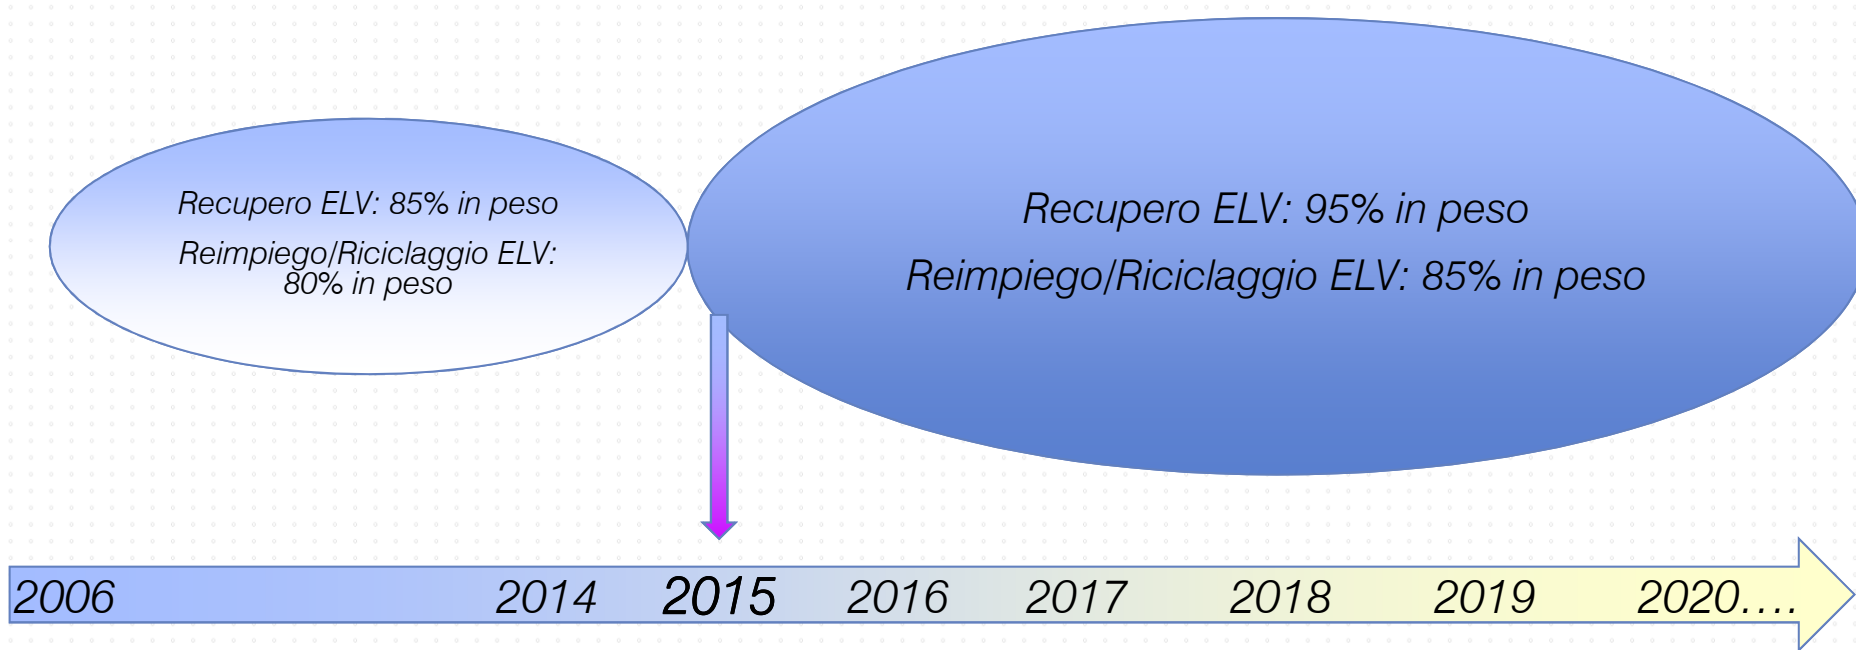 Recupero ELV: 85% in peso
Reimpiego/Riciclaggio ELV:
80% in peso
Recupero ELV: 95% in peso
Reimpiego/Riciclaggio ELV: 85% in peso
2006 2014 2015 2016 2017 2018 2019 2020....